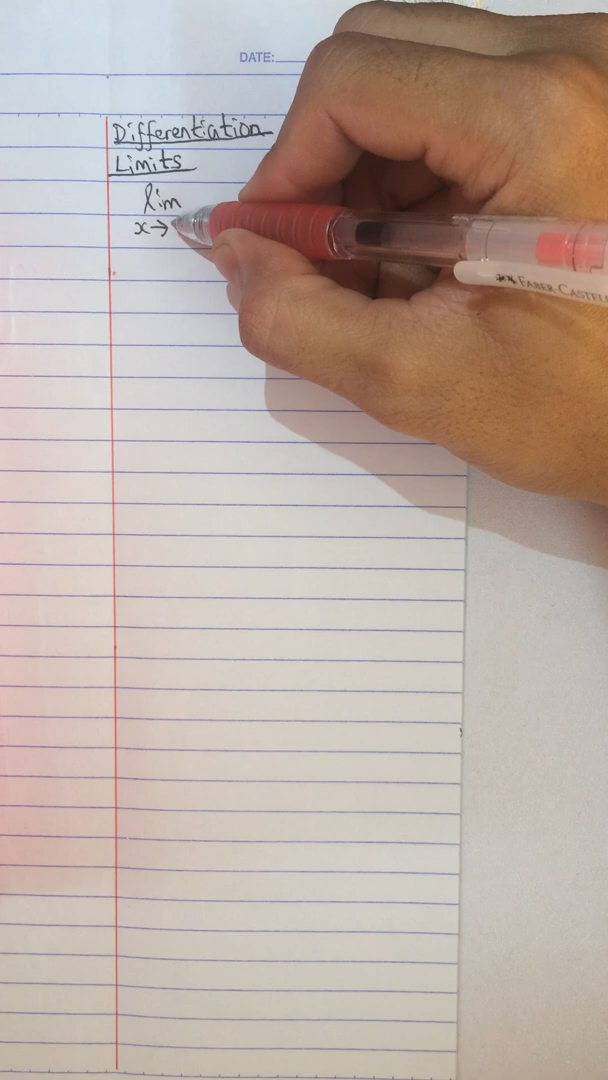 DATE:
Differentiation
Limits
lim
x→
FABER CASTELL